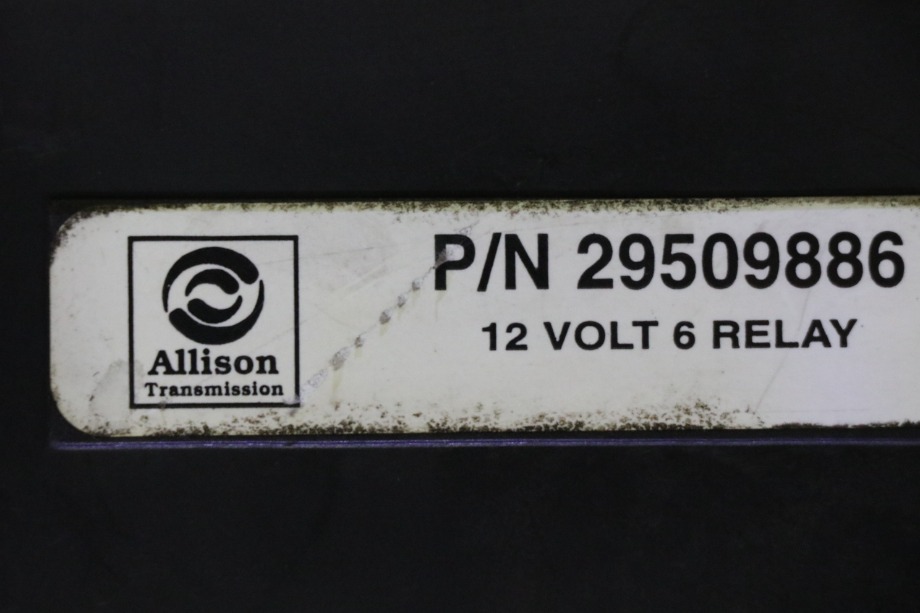 P/N 29509886
12 VOLT 6 RELAY
Allison
Transmission